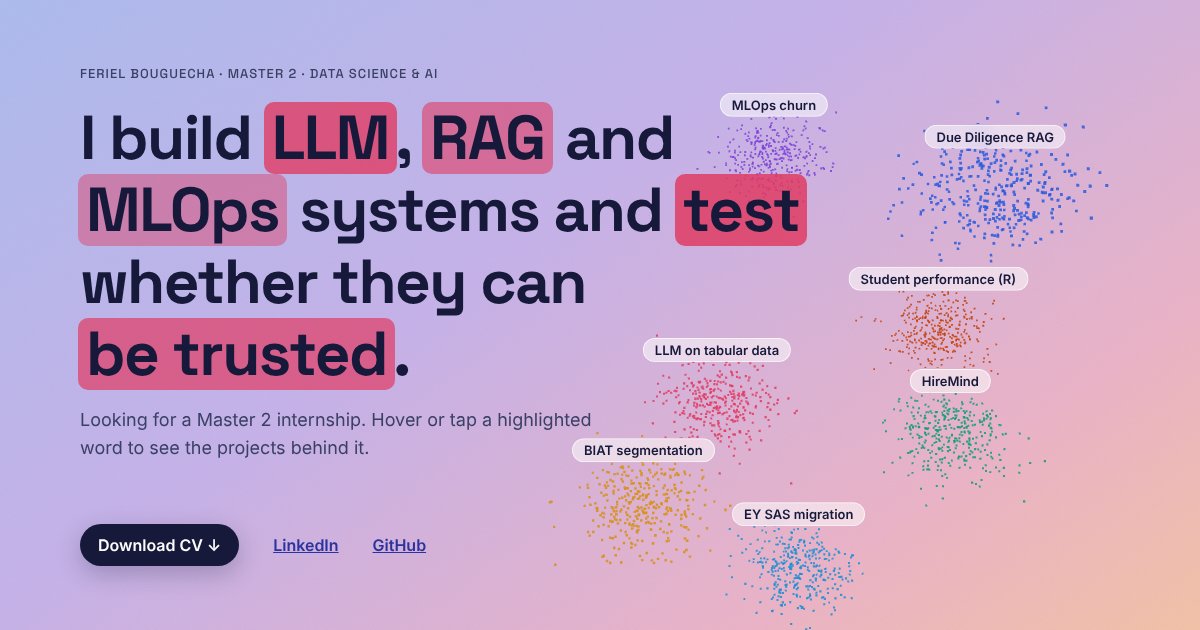 FERIEL BOUGUECHA · MASTER 2 · DATA SCIENCE & AI
I build LLM, RAG and
MLOps systems and test
whether they can
be trusted.
Looking for a Master 2 internship. Hover or tap a highlighted
word to see the projects behind it.
Download CV ↓
LinkedIn
GitHub
MLOps churn
Due Diligence RAG
Student performance (R)
LLM on tabular data
HireMind
BIAT segmentation
EY SAS migration